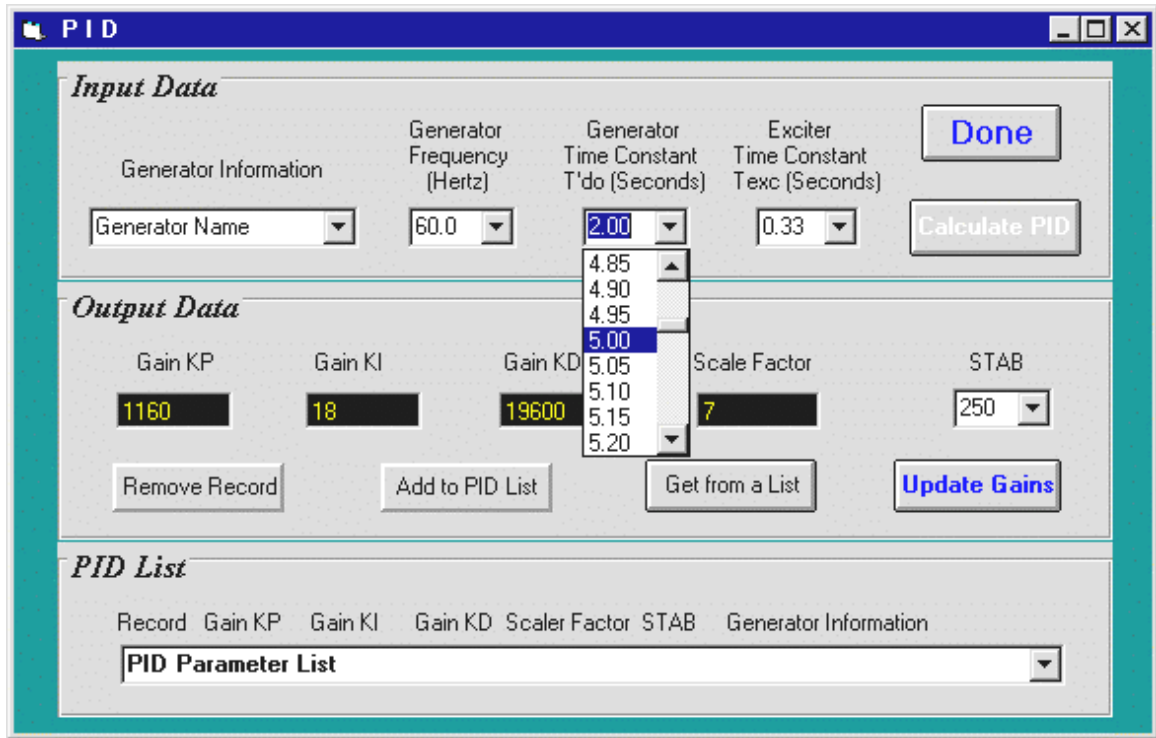 PID
Input Data
Generator Information
Generator
Frequency
(Hertz)
Generator
Time Constant
T'do (Seconds)
Exciter
Time Constant
Texc (Seconds)
Done
Generator Name
60.0
2.00
0.33
Calculate PID
4.85
4.90
4.95
5.00
5.05
5.10
5.15
5.20
Output Data
Gain KP
Gain KI
Gain KD
Scale Factor
STAB
1160
18
19600
7
250
Remove Record
Add to PID List
Get from a List
Update Gains
PID List
Record Gain KP Gain KI Gain KD Scaler Factor STAB Generator Information
PID Parameter List